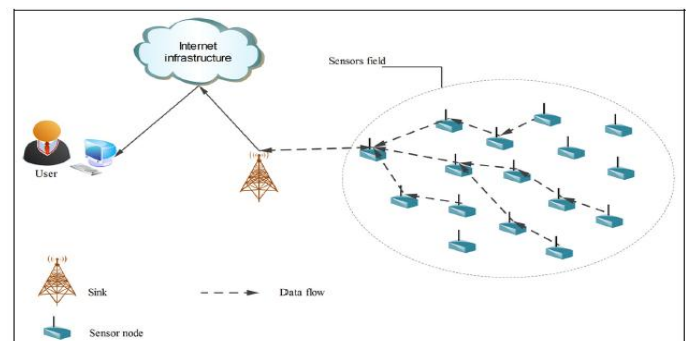 Internet
infrastructure
Sensors field
User
Sink
Data flow
Sensor node